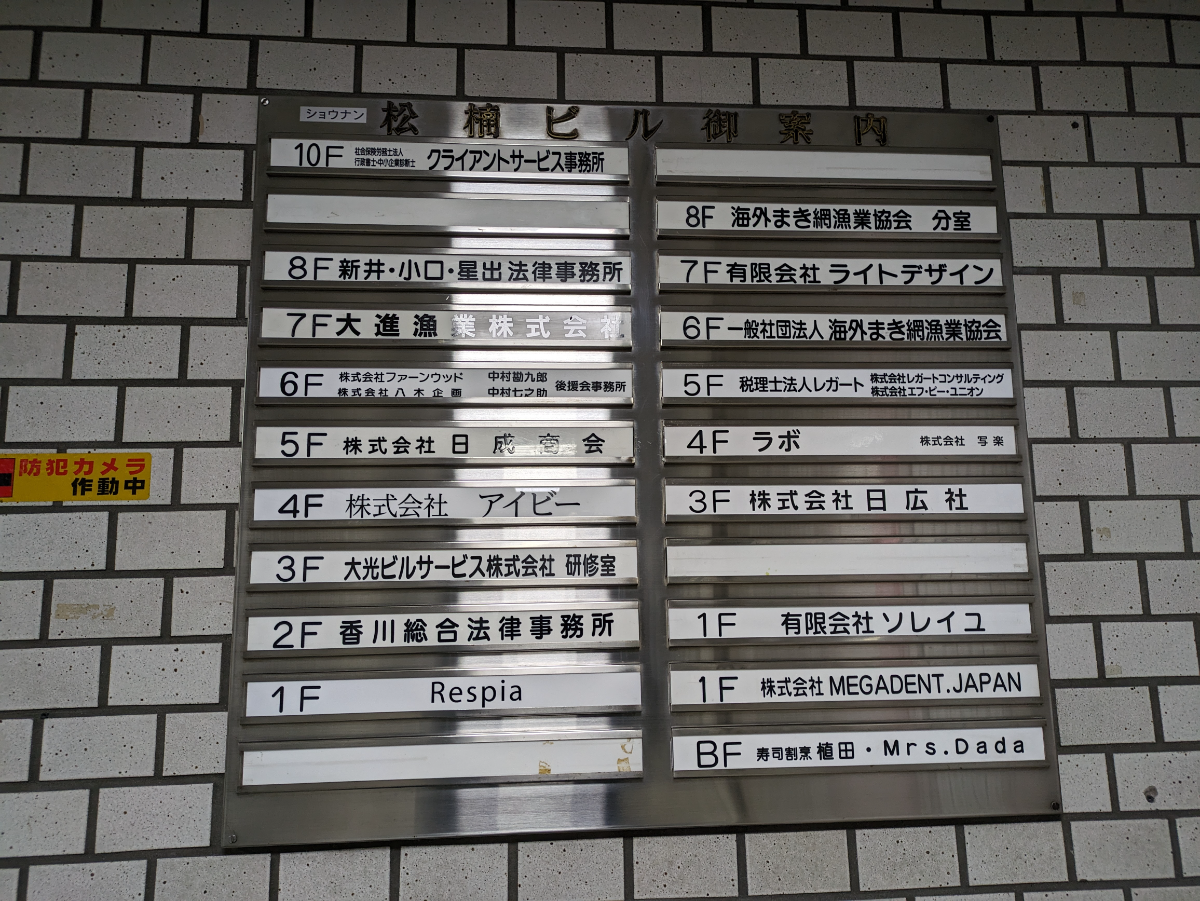 ショウナン
松楠ビル御案内
10F 社会保険労務士法人 行政書士・中小企業診断士 クライアントサービス事務所
8F 海外まき網漁業協会 分室
8F 新井・小口・星出法律事務所
7F 有限会社 ライトデザイン
7F 大進漁業株式会社
6F 一般社団法人 海外まき網漁業協会
6F 株式会社ファーンウッド 中村勘九郎 後援会事務所
株式会社八木企画 中村七之助
5F 税理士法人レガート 株式会社レガートコンサルティング
株式会社エフ・ピー・ユニオン
5F 株式会社 日成商会
4F ラボ 株式会社 写楽
4F 株式会社 アイビー
3F 株式会社 日広社
3F 大光ビルサービス株式会社 研修室
2F 香川総合法律事務所
1F 有限会社 ソレイユ
1F Respia
1F 株式会社 MEGADENT.JAPAN
BF 寿司割烹 植田・Mrs.Dada
防犯カメラ
作動中